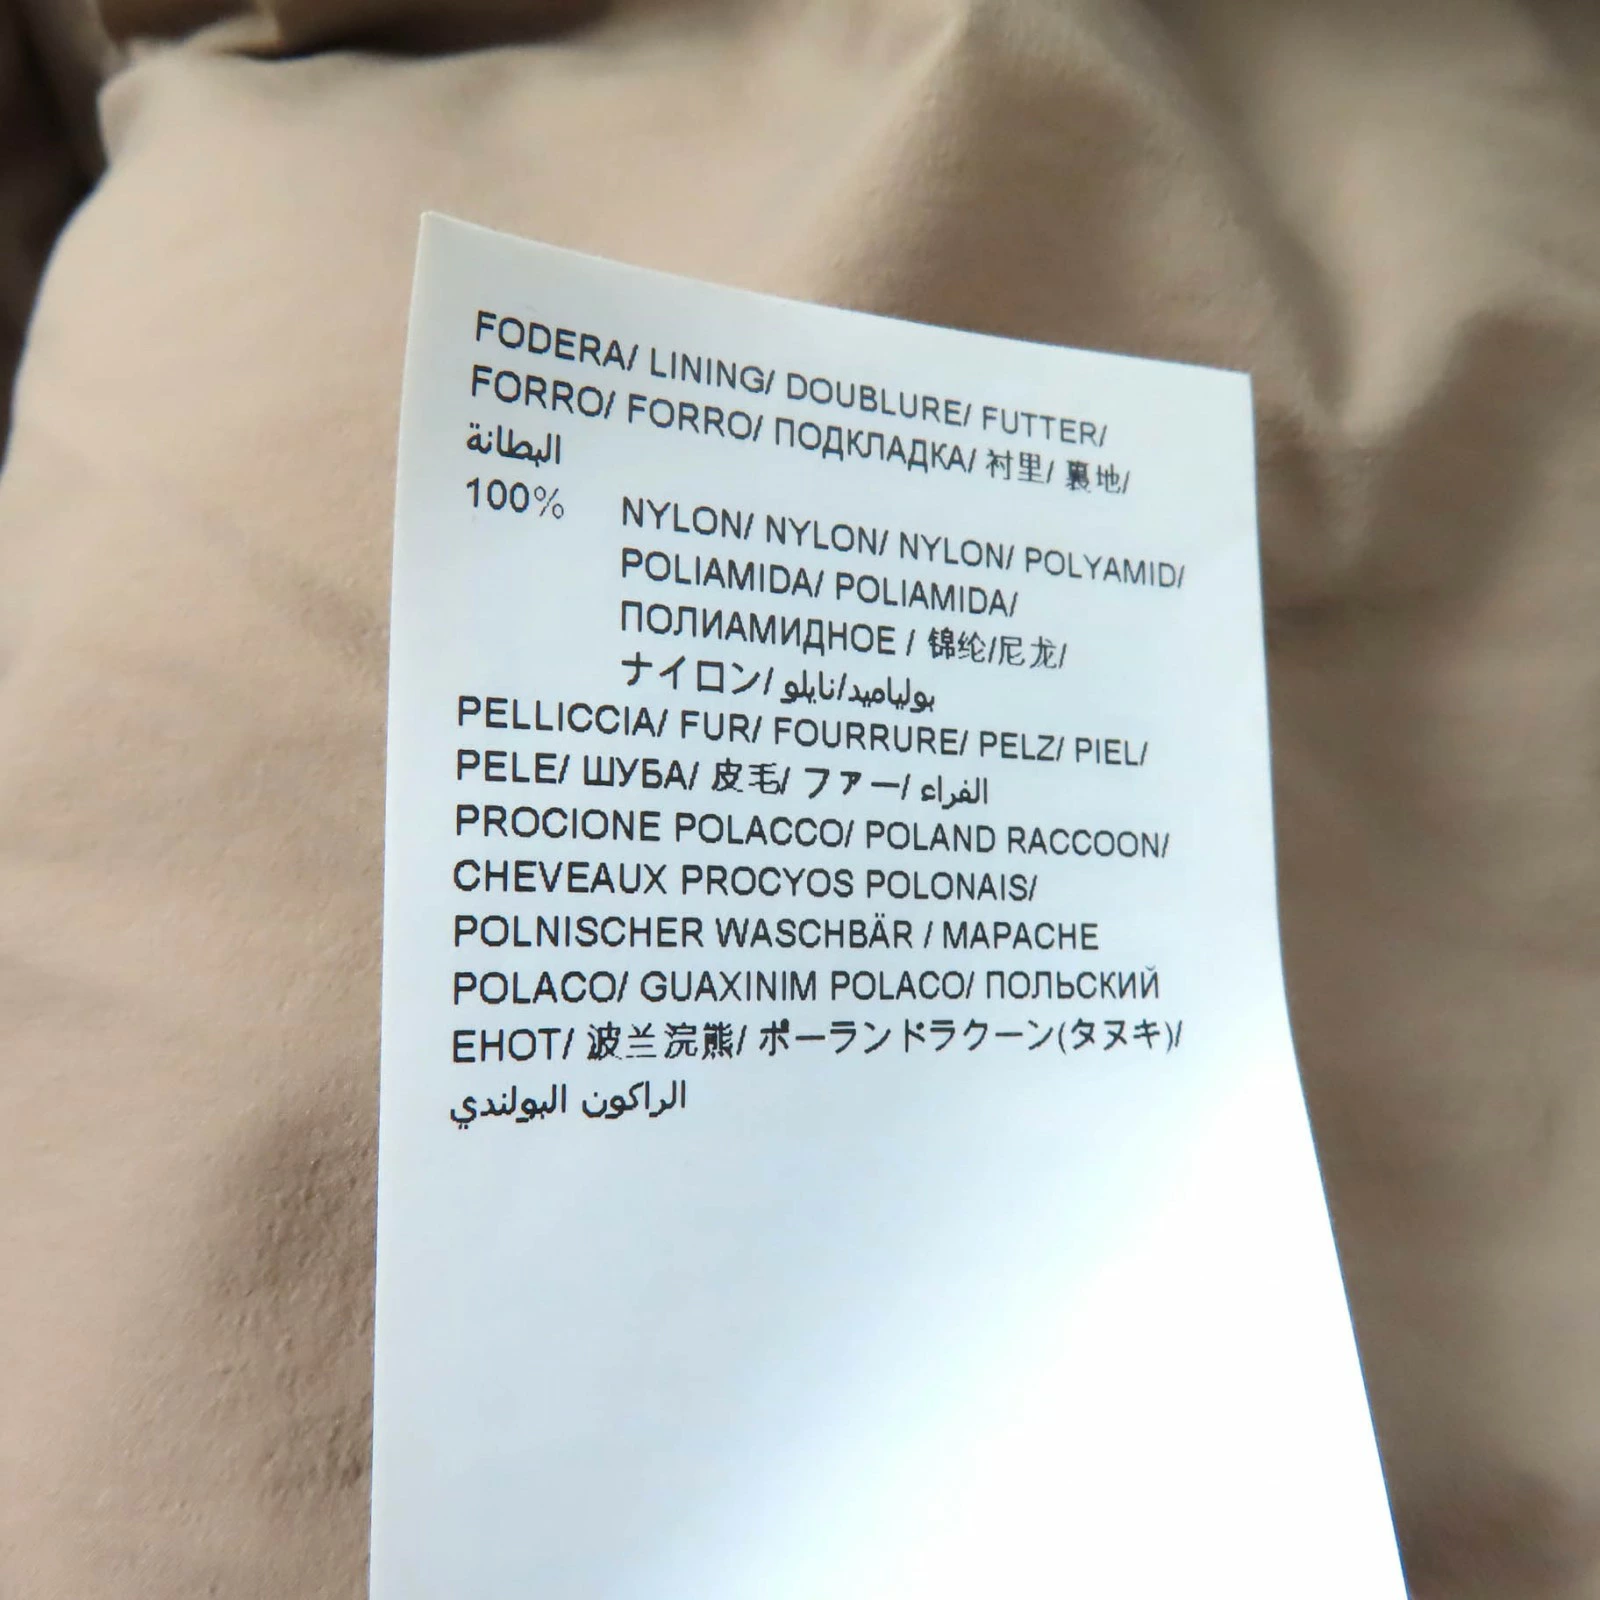 FODERA/ LINING/ DOUBLURE/ FUTTER/
FORRO/ FORRO/ ПОДКЛАДКА/ 衬里/ 裏地/
البطانة
100% NYLON/ NYLON/ NYLON/ POLYAMID/
POLIAMIDA/ POLIAMIDA/
ПОЛИАМИДНОЕ / 锦纶/尼龙/
ナイロン/ بولياميد/نايلو
PELLICCIA/ FUR/ FOURRURE/ PELZ/ PIEL/
PELE/ ШУБА/ 皮毛/ ファー/ الفراء
PROCIONE POLACCO/ POLAND RACCOON/
CHEVEAUX PROCYOS POLONAIS/
POLNISCHER WASCHBÄR / MAPACHE
POLACO/ GUAXINIM POLACO/ ПОЛЬСКИЙ
ЕНОТ/ 波兰浣熊/ ポーランドラクーン(タヌキ)/
الراكون البولندي